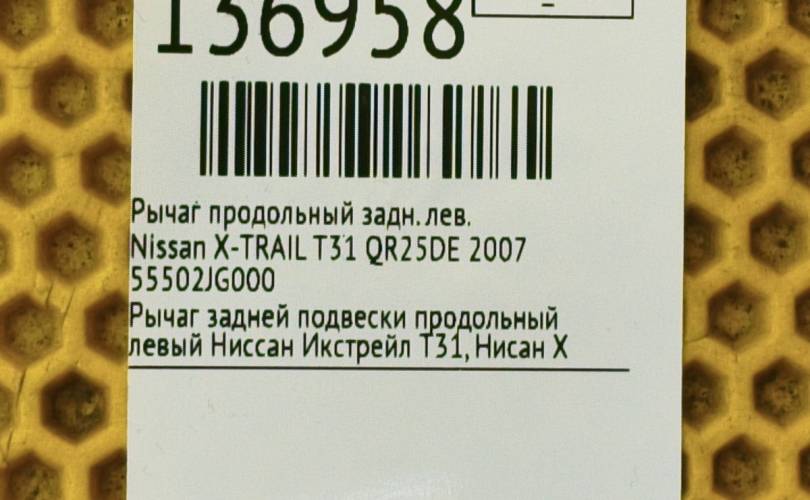 136958
Рычаг продольный задн. лев.
Nissan X-TRAIL T31 QR25DE 2007
55502JG000
Рычаг задней подвески продольный
левый Ниссан Икстрейл Т31, Нисан Х